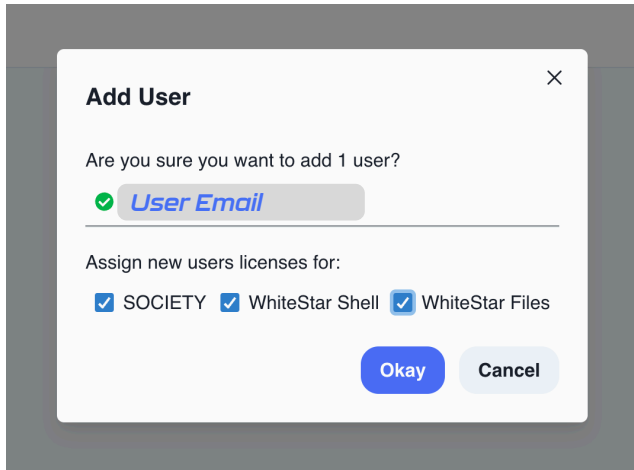 Add User
Are you sure you want to add 1 user?
User Email
Assign new users licenses for:
SOCIETY WhiteStar Shell WhiteStar Files
Okay Cancel